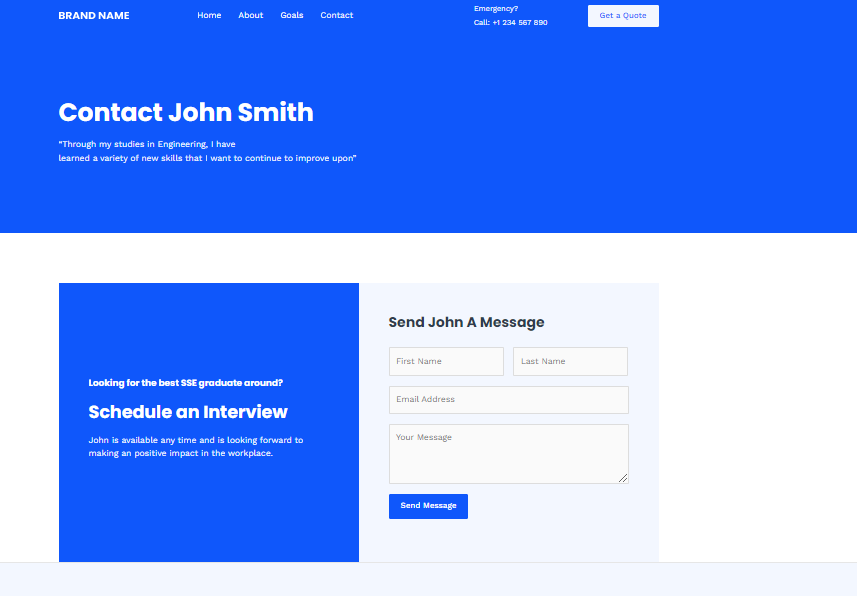 BRAND NAME
Home
About
Goals
Contact
Emergency?
Call: +1 234 567 890
Get a Quote
Contact John Smith
"Through my studies in Engineering, I have
learned a variety of new skills that I want to continue to improve upon"
Looking for the best SSE graduate around?
Schedule an Interview
John is available any time and is looking forward to
making an positive impact in the workplace.
Send John A Message
First Name
Last Name
Email Address
Your Message
Send Message